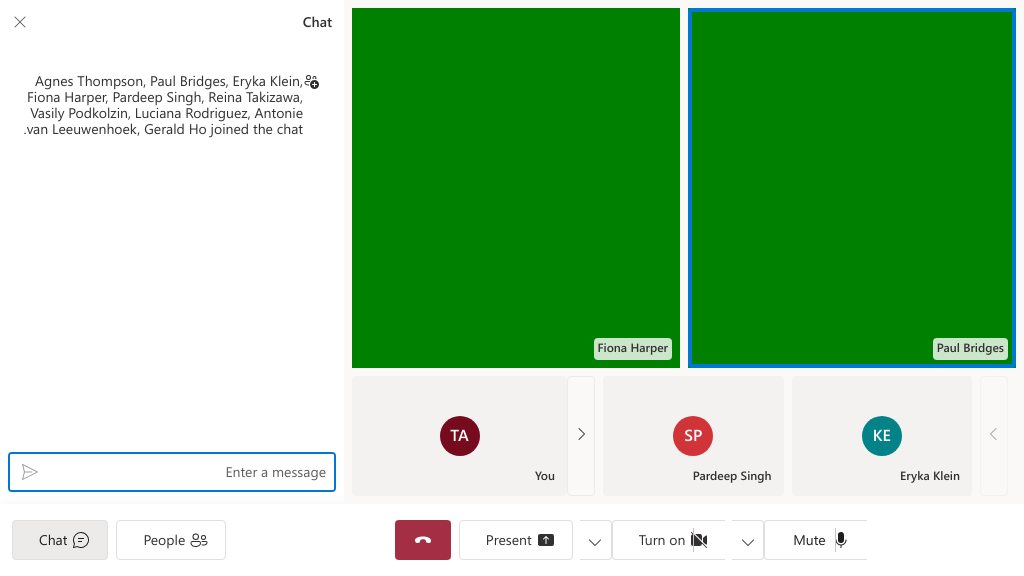 Chat
Agnes Thompson, Paul Bridges, Eryka Klein,
Fiona Harper, Pardeep Singh, Reina Takizawa,
Vasily Podkolzin, Luciana Rodriguez, Antonie
.van Leeuwenhoek, Gerald Ho joined the chat
Enter a message
Fiona Harper
Paul Bridges
TA
You
SP
Pardeep Singh
KE
Eryka Klein
Chat
People
Present
Turn on
Mute